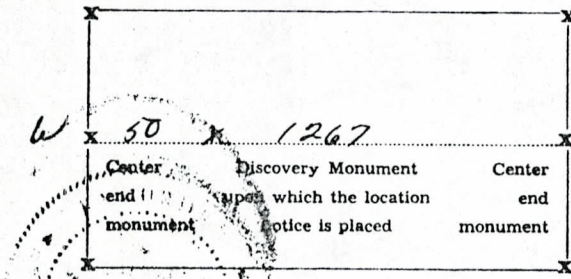 x x
W x 50 x 1267 x
Center Discovery Monument Center
end upon which the location end
monument notice is placed monument
x x